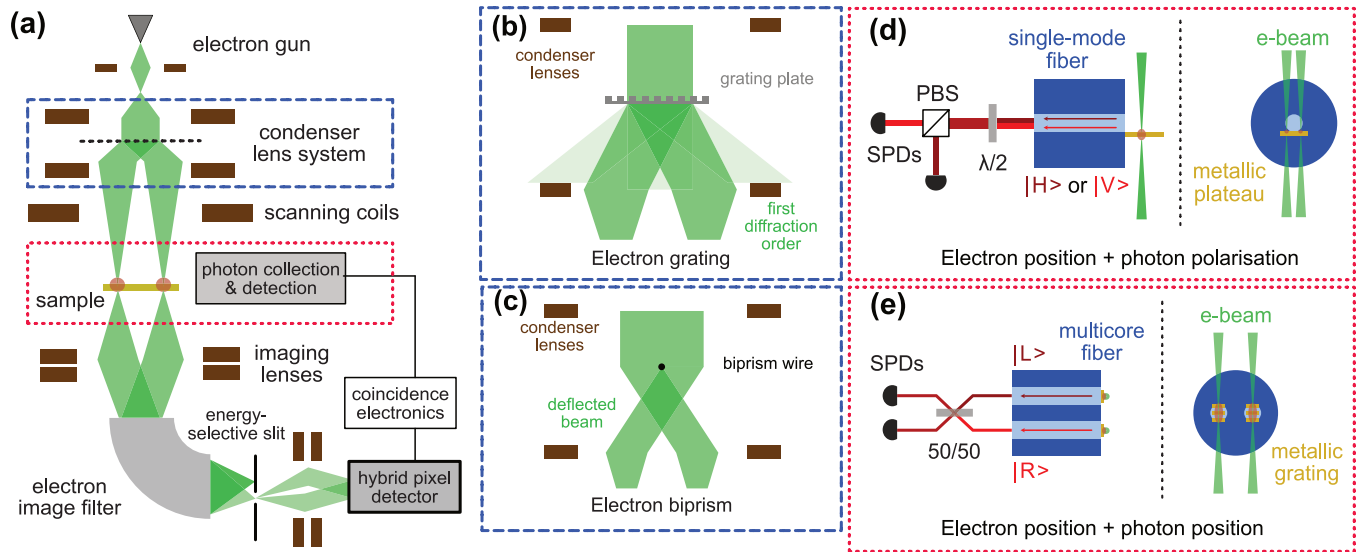 (a)
electron gun
condenser
lens system
scanning coils
photon collection
& detection
sample
imaging
lenses
coincidence
electronics
energy-
selective slit
hybrid pixel
detector
electron
image filter
(b)
condenser
lenses
grating plate
first
diffraction
order
Electron grating
(c)
condenser
lenses
biprism wire
deflected
beam
Electron biprism
(d)
single-mode
fiber
e-beam
PBS
SPDs
λ/2
|H> or |V>
metallic
plateau
Electron position + photon polarisation
(e)
e-beam
SPDs
|L>
multicore
fiber
50/50
|R>
metallic
grating
Electron position + photon position